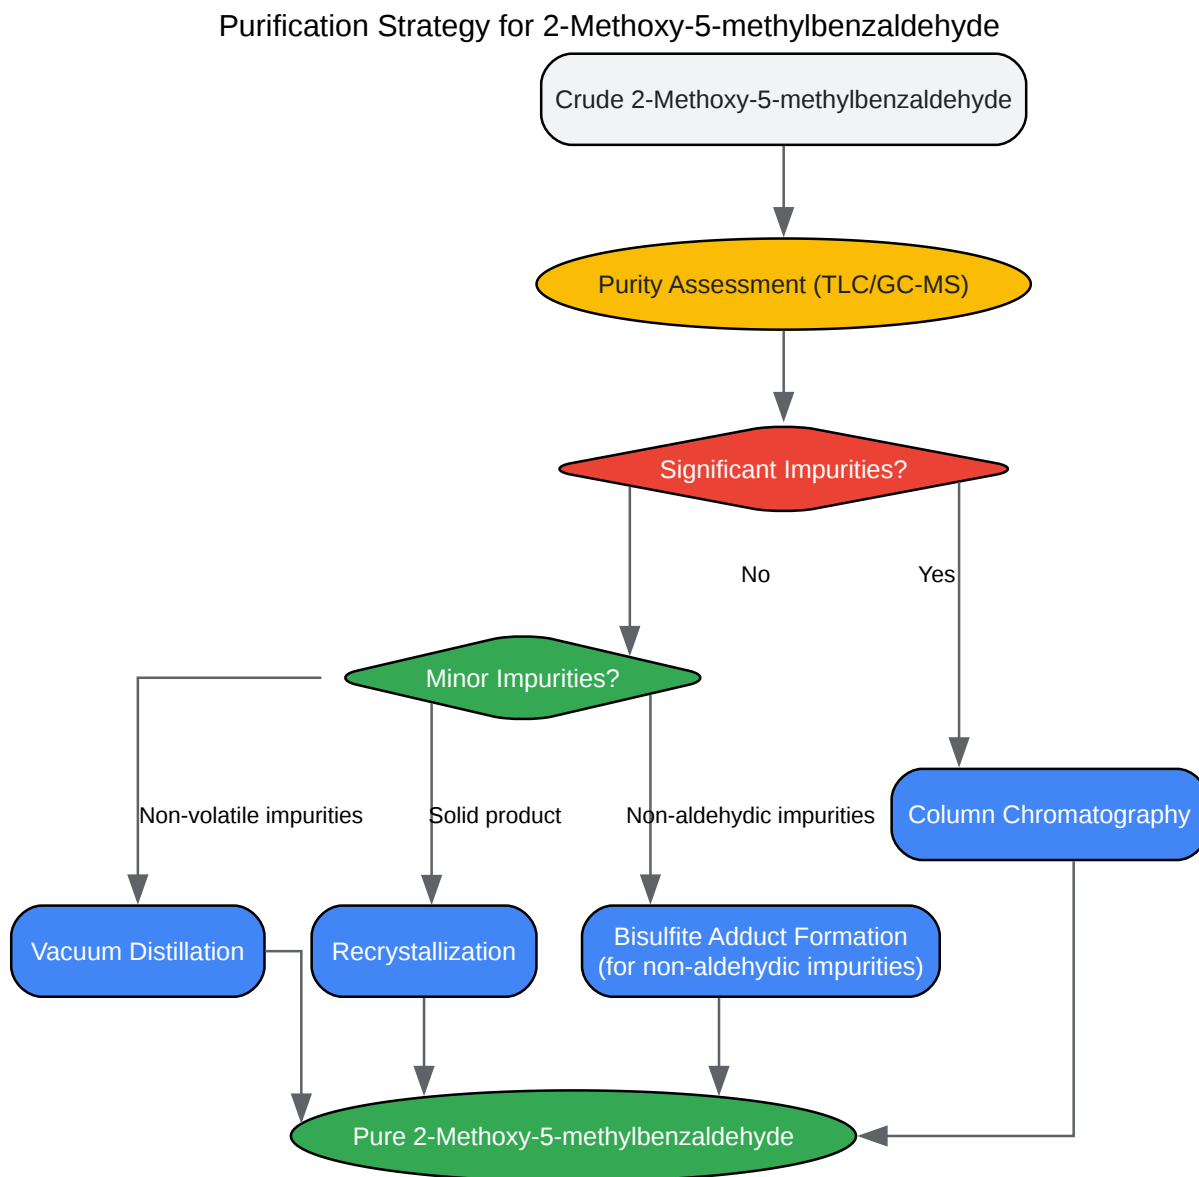 Purification Strategy for 2-Methoxy-5-methylbenzaldehyde
Crude 2-Methoxy-5-methylbenzaldehyde
Purity Assessment (TLC/GC-MS)
Significant Impurities?
No
Yes
Minor Impurities?
Non-volatile impurities
Solid product
Non-aldehydic impurities
Column Chromatography
Vacuum Distillation
Recrystallization
Bisulfite Adduct Formation
(for non-aldehydic impurities)
Pure 2-Methoxy-5-methylbenzaldehyde